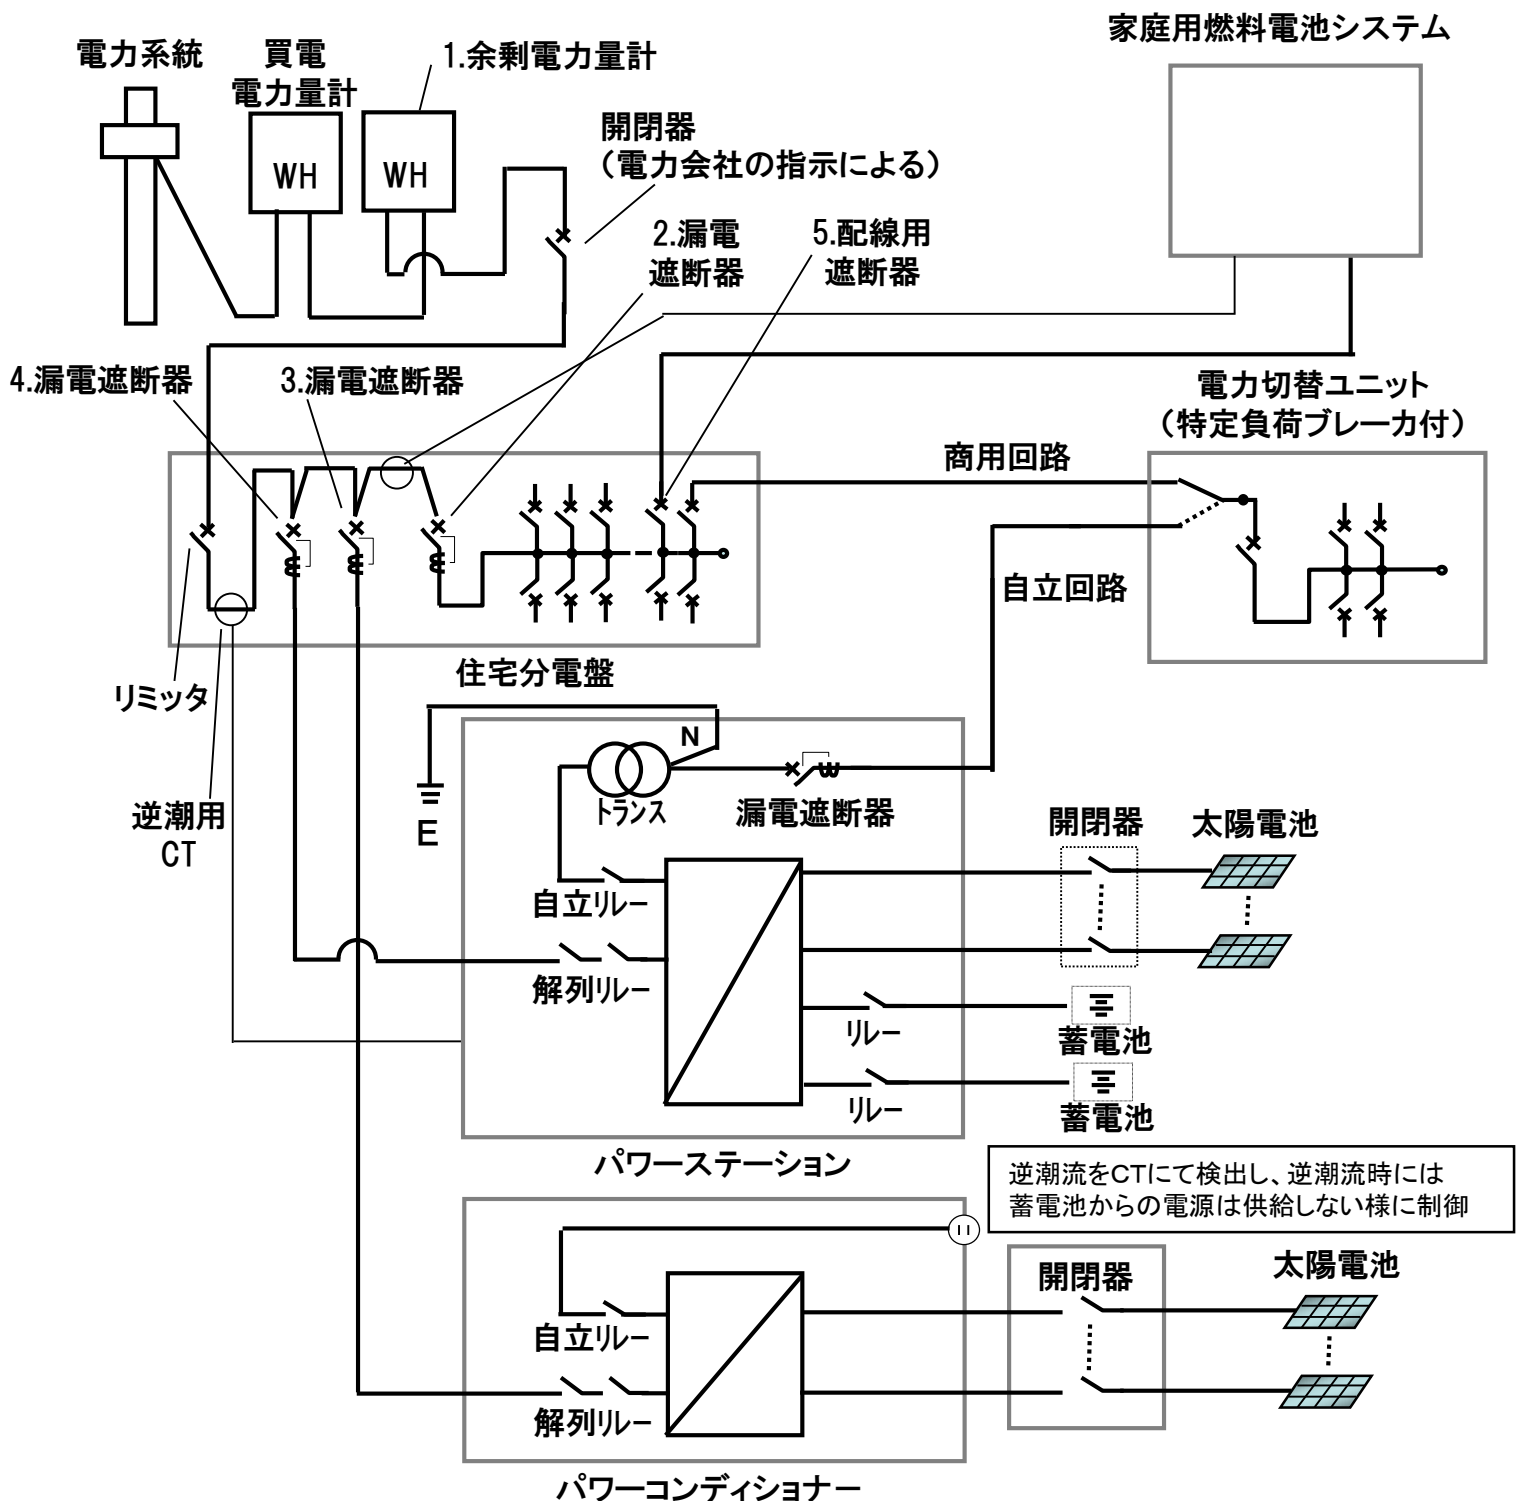 家庭用燃料電池システム
電力系統
買電
電力量計
1.余剰電力量計
WH
WH
開閉器
（電力会社の指示による）
2.漏電
遮断器
5.配線用
遮断器
4.漏電遮断器
3.漏電遮断器
電力切替ユニット
（特定負荷ブレーカ付）
商用回路
自立回路
住宅分電盤
リミッタ
逆潮用
CT
N
E
トランス
漏電遮断器
開閉器
太陽電池
自立リレー
解列リレー
リレー
蓄電池
リレー
蓄電池
パワーステーション
逆潮流をCTにて検出し、逆潮流時には
蓄電池からの電源は供給しない様に制御
開閉器
太陽電池
自立リレー
解列リレー
パワーコンディショナー